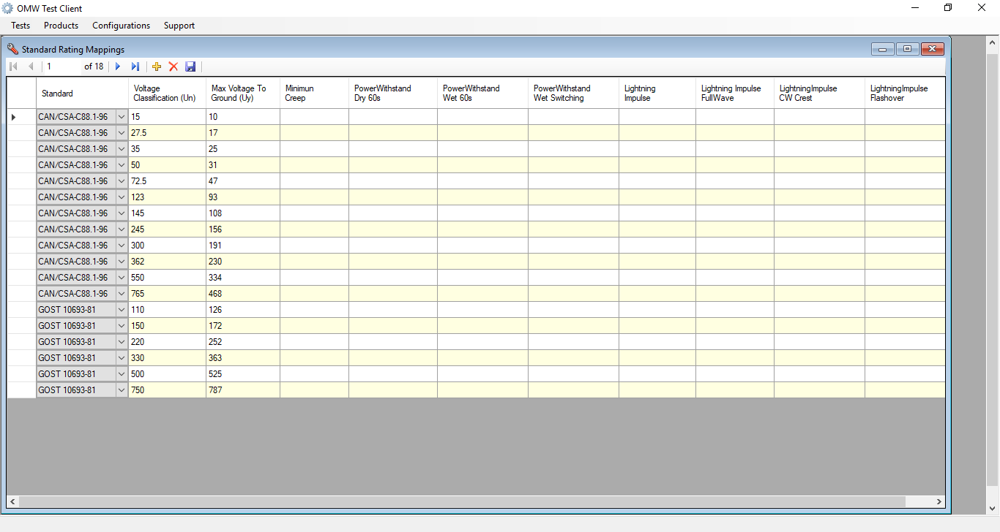 OMW Test Client
Tests Products Configurations Support
Standard Rating Mappings
1 of 18
Standard Voltage Classification (Un) Max Voltage To Ground (Uy) Minimun Creep PowerWithstand Dry 60s PowerWithstand Wet 60s PowerWithstand Wet Switching Lightning Impulse Lightning Impulse FullWave LightningImpulse CW Crest LightningImpulse Flashover
CAN/CSA-C88.1-96 15 10
CAN/CSA-C88.1-96 27.5 17
CAN/CSA-C88.1-96 35 25
CAN/CSA-C88.1-96 50 31
CAN/CSA-C88.1-96 72.5 47
CAN/CSA-C88.1-96 123 93
CAN/CSA-C88.1-96 145 108
CAN/CSA-C88.1-96 245 156
CAN/CSA-C88.1-96 300 191
CAN/CSA-C88.1-96 362 230
CAN/CSA-C88.1-96 550 334
CAN/CSA-C88.1-96 765 468
GOST 10693-81 110 126
GOST 10693-81 150 172
GOST 10693-81 220 252
GOST 10693-81 330 363
GOST 10693-81 500 525
GOST 10693-81 750 787